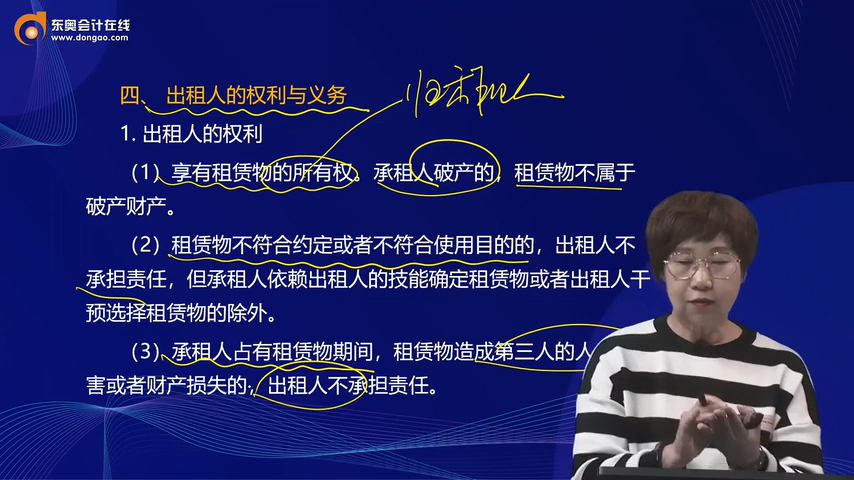 东奥会计在线
www.dongao.com
四、 出租人的权利与义务
归承租人
1. 出租人的权利
（1）享有租赁物的所有权。承租人破产的，租赁物不属于
破产财产。
（2）租赁物不符合约定或者不符合使用目的的，出租人不
承担责任，但承租人依赖出租人的技能确定租赁物或者出租人干
预选择租赁物的除外。
（3）承租人占有租赁物期间，租赁物造成第三人的人
害或者财产损失的，出租人不承担责任。